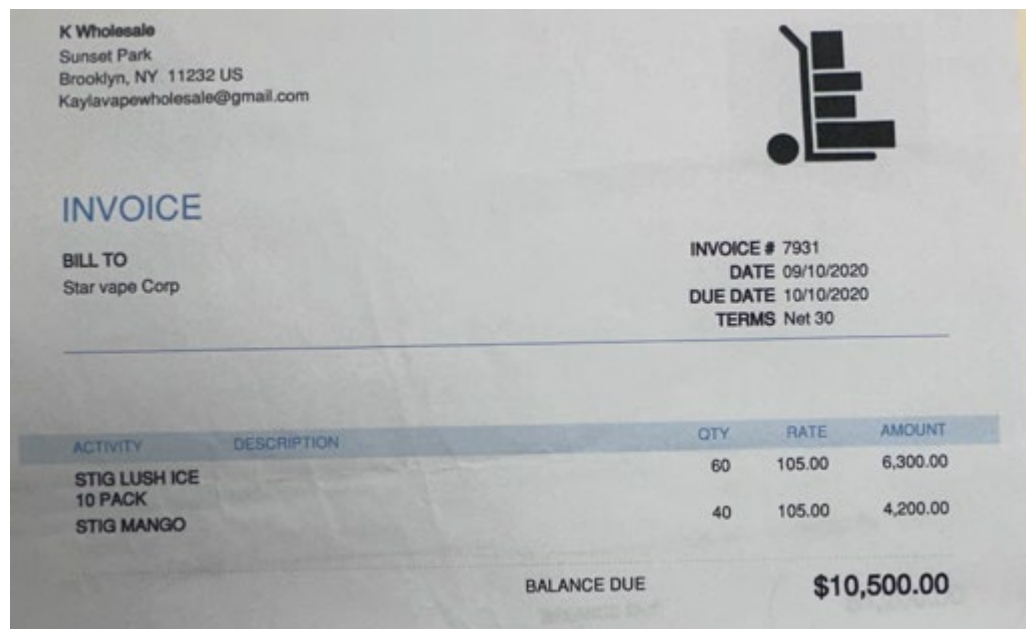 K Wholesale
Sunset Park
Brooklyn, NY 11232 US
Kaylavapewholesale@gmail.com
INVOICE
BILL TO
Star vape Corp
INVOICE # 7931
DATE 09/10/2020
DUE DATE 10/10/2020
TERMS Net 30
ACTIVITY DESCRIPTION QTY RATE AMOUNT
STIG LUSH ICE 60 105.00 6,300.00
10 PACK
STIG MANGO 40 105.00 4,200.00
BALANCE DUE $10,500.00